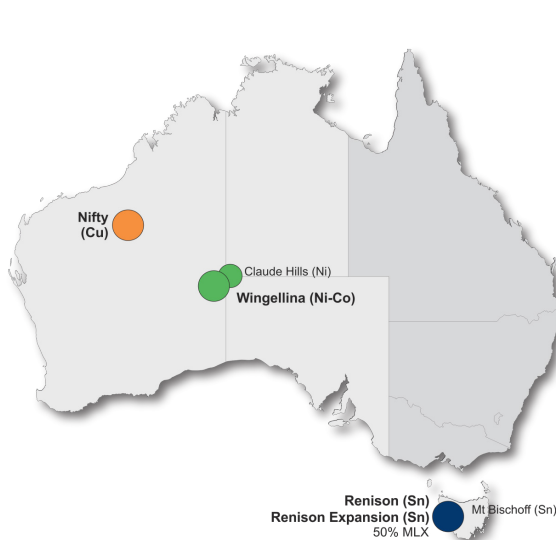 Nifty
(Cu)
Claude Hills (Ni)
Wingellina (Ni-Co)
Renison (Sn)
Renison Expansion (Sn)
50% MLX
Mt Bischoff (Sn)